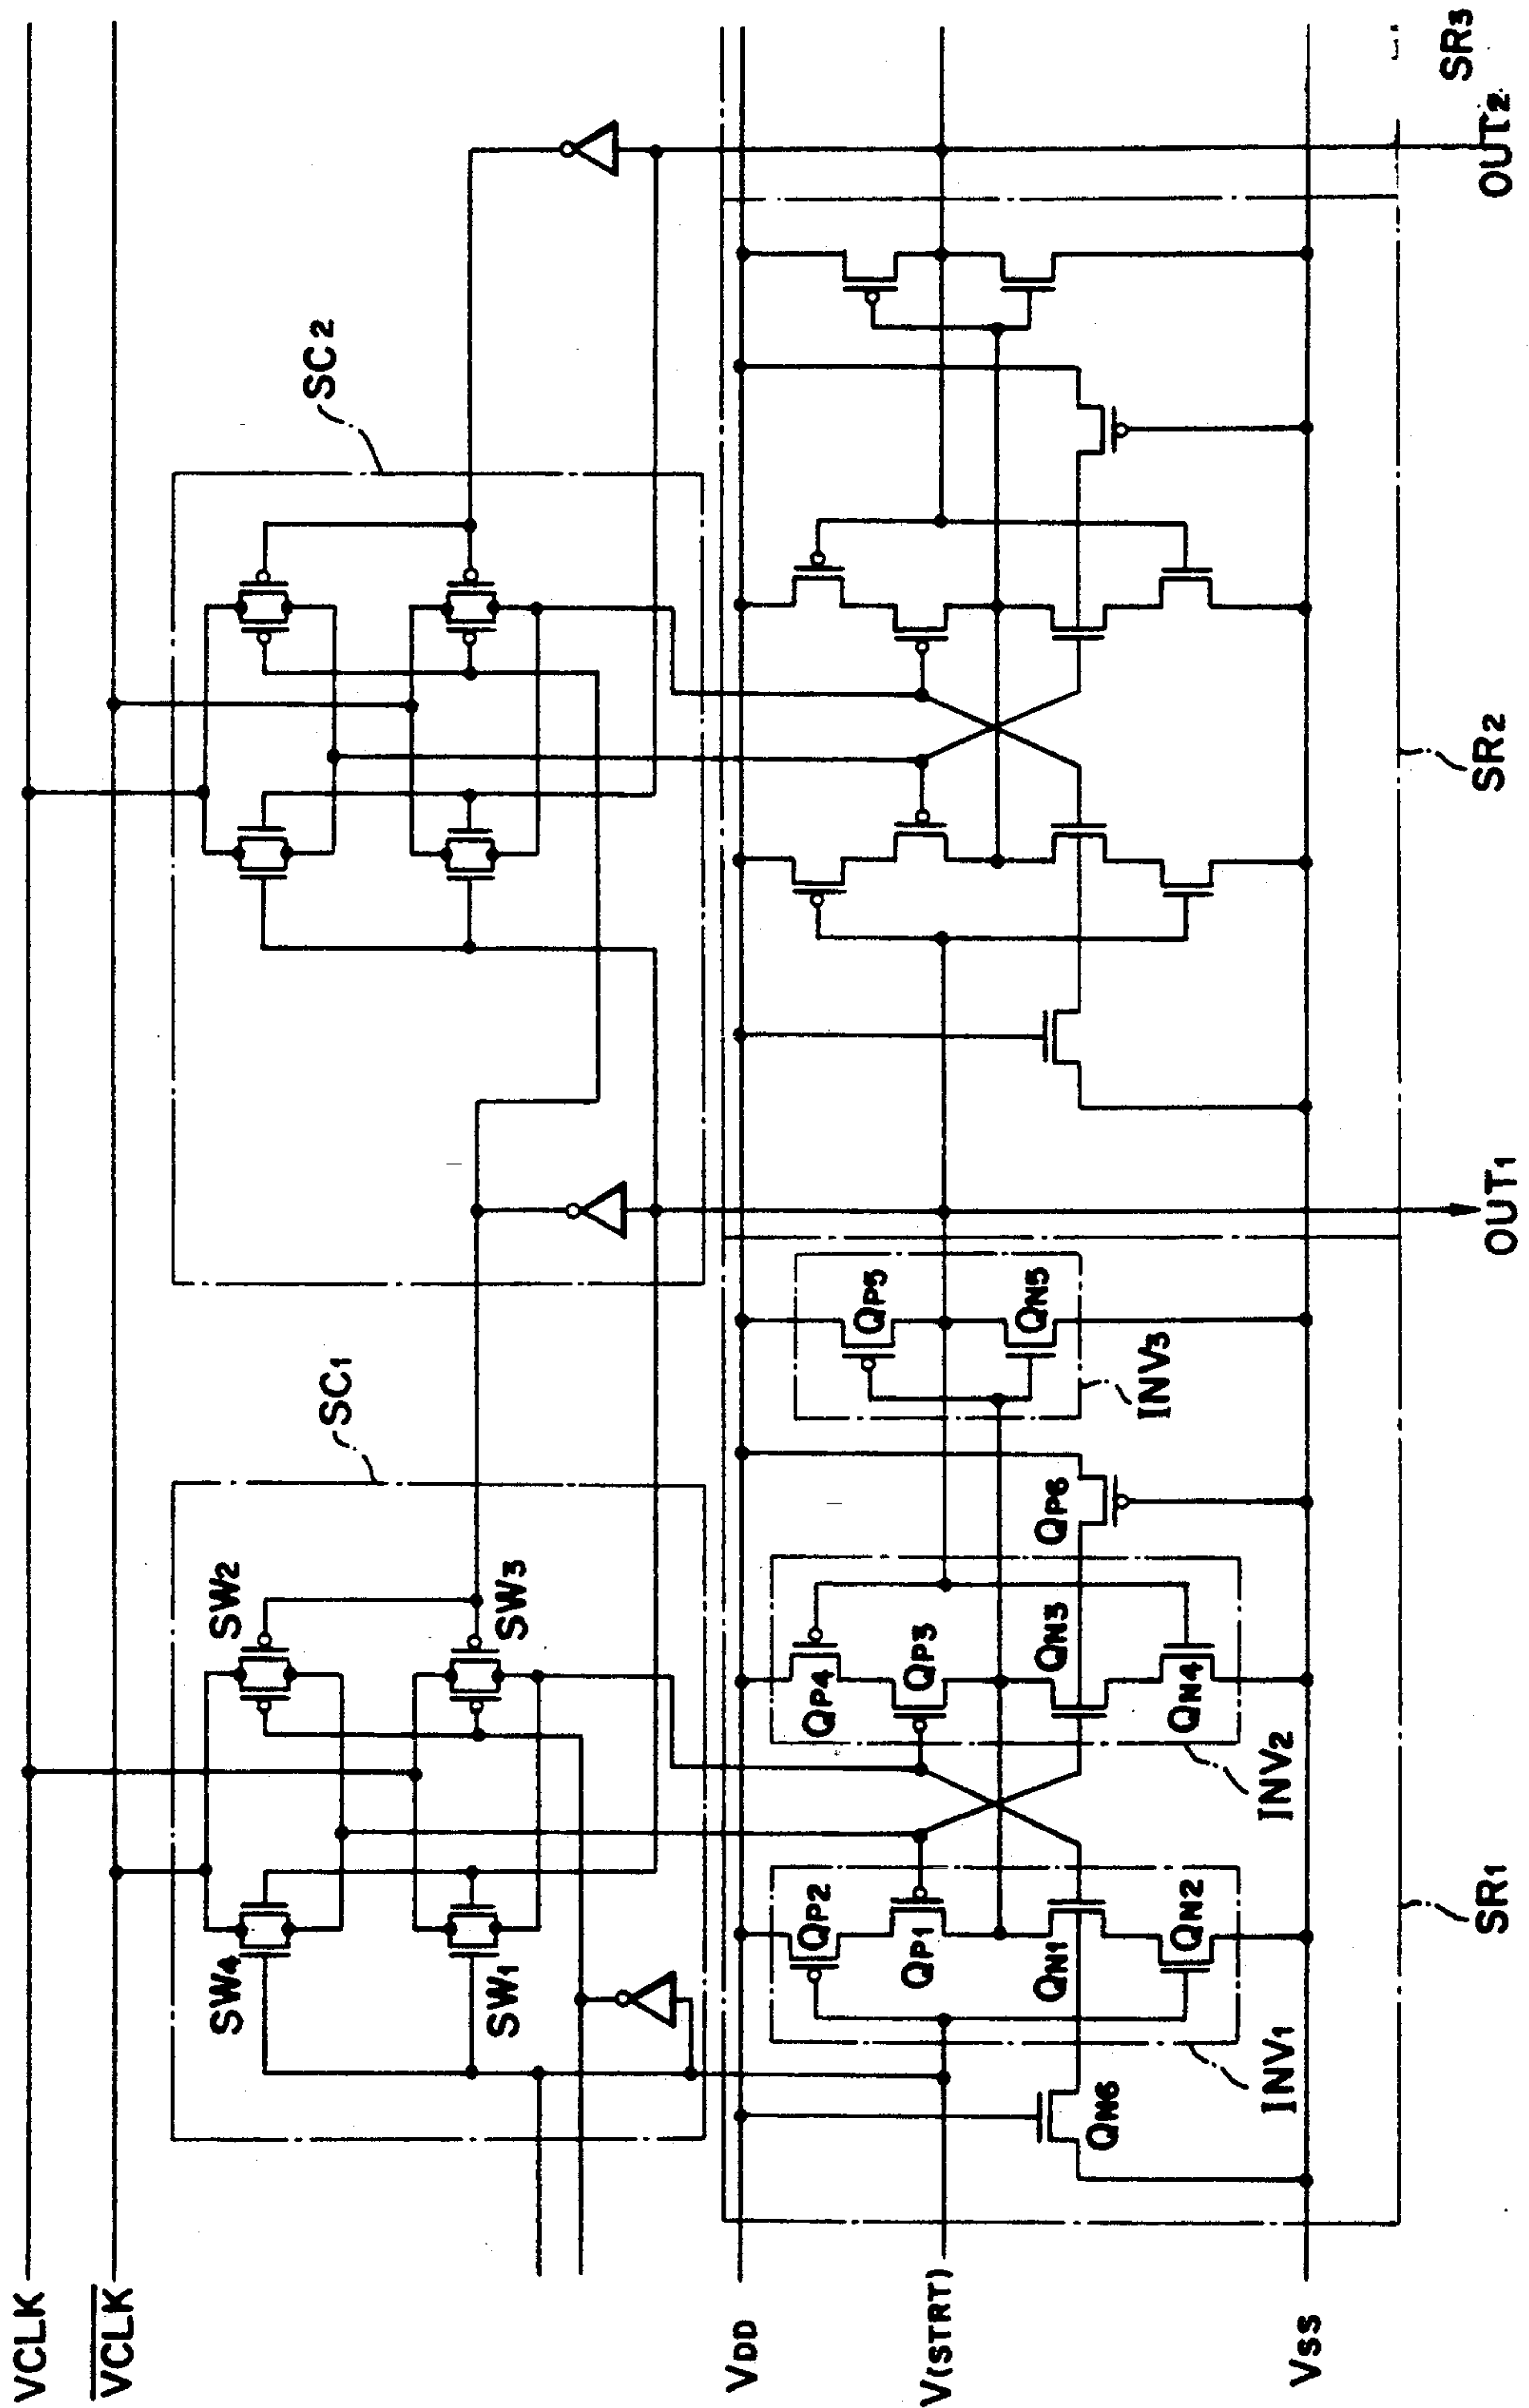 VCLK
V̅C̅L̅K̅
VDD
V(STRT)
VSS
SC1
SW4
SW2
SW1
SW3
SC2
QP2
QP1
QN1
QN2
QN6
INV1
QP4
QP3
QN3
QN4
QP6
INV2
QP5
QN5
INV3
SR1
OUT1
SR2
OUT2
SR3